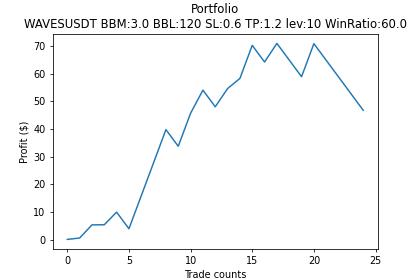 Portfolio
WAVESUSDT BBM:3.0 BBL:120 SL:0.6 TP:1.2 lev:10 WinRatio:60.0
70
60
50
40
30
20
10
0
Profit ($)
0 5 10 15 20 25
Trade counts